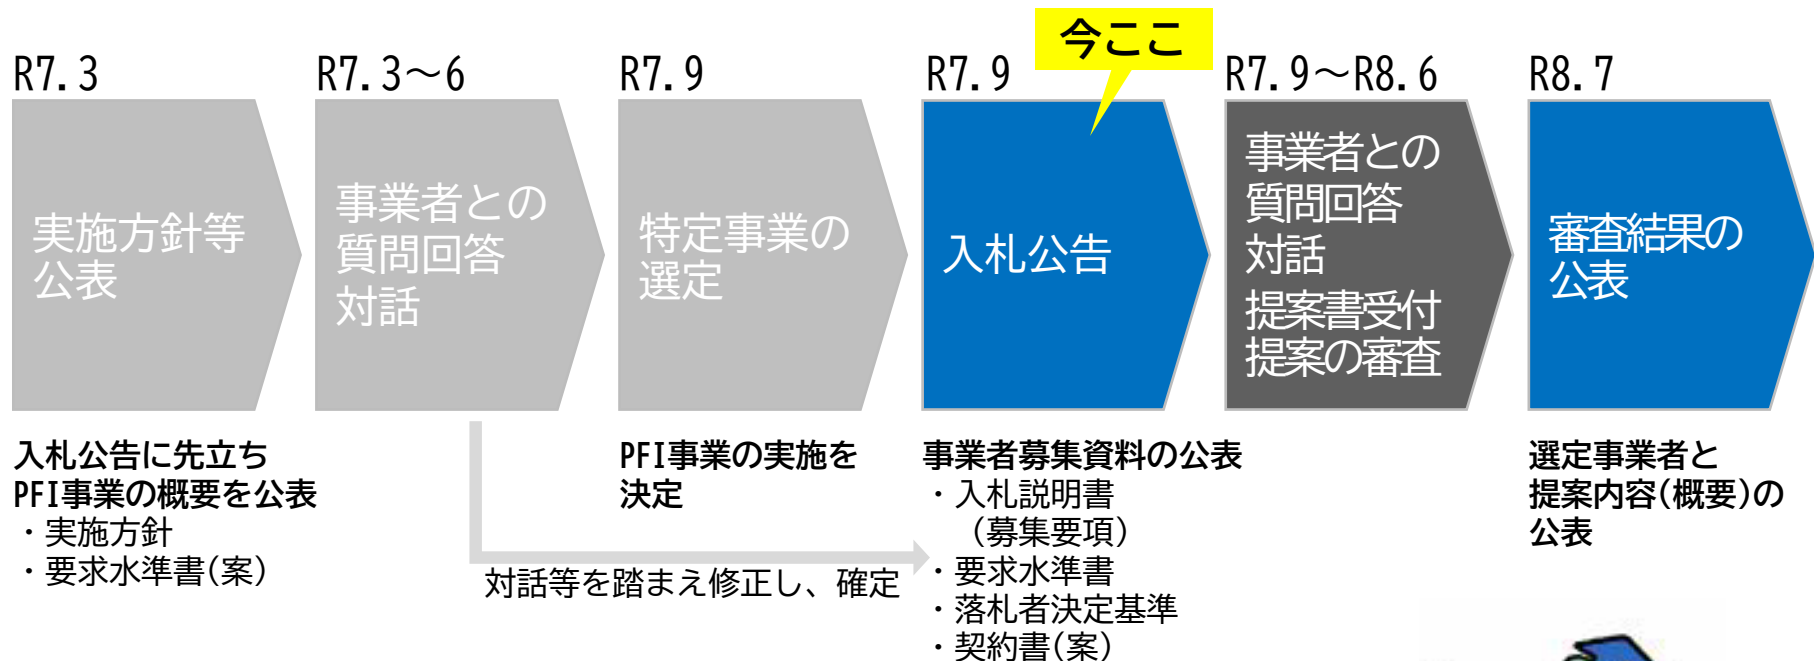 今ここ
R7.3
実施方針等
公表
入札公告に先立ち
PFI事業の概要を公表
・実施方針
・要求水準書(案)
R7.3～6
事業者との
質問回答
対話
対話等を踏まえ修正し、確定
R7.9
特定事業の
選定
PFI事業の実施を
決定
R7.9
入札公告
事業者募集資料の公表
・入札説明書
（募集要項）
・要求水準書
・落札者決定基準
・契約書(案)
R7.9～R8.6
事業者との
質問回答
対話
提案書受付
提案の審査
R8.7
審査結果の
公表
選定事業者と
提案内容(概要)の
公表